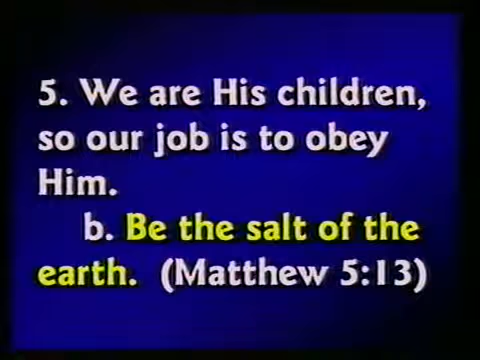 5. We are His children,
so our job is to obey
Him.
b. Be the salt of the
earth. (Matthew 5:13)